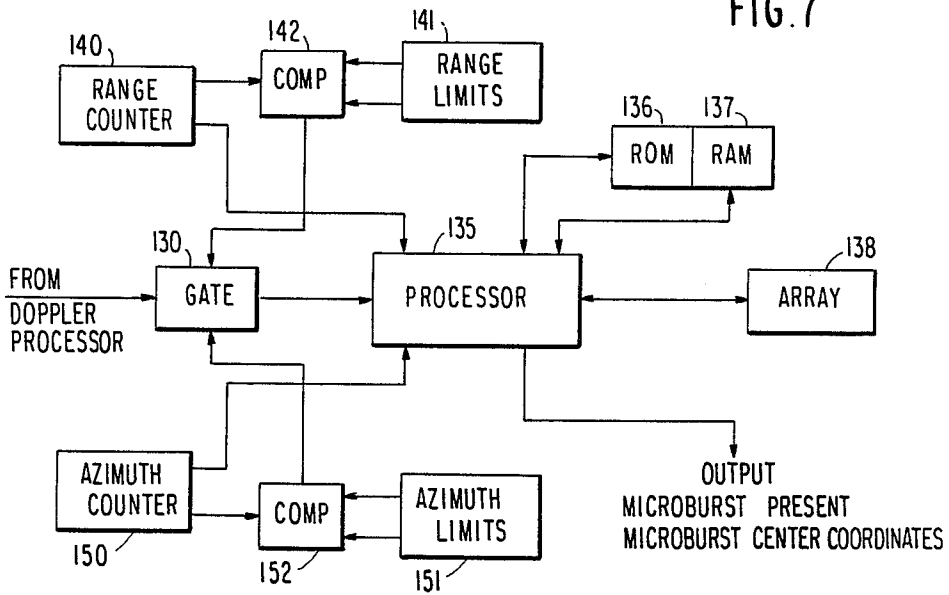 FIG. 7
140
RANGE
COUNTER
142
COMP
141
RANGE
LIMITS
136
137
ROM
RAM
130
GATE
135
PROCESSOR
138
ARRAY
FROM
DOPPLER
PROCESSOR
AZIMUTH
COUNTER
150
COMP
152
AZIMUTH
LIMITS
151
OUTPUT
MICROBURST PRESENT
MICROBURST CENTER COORDINATES